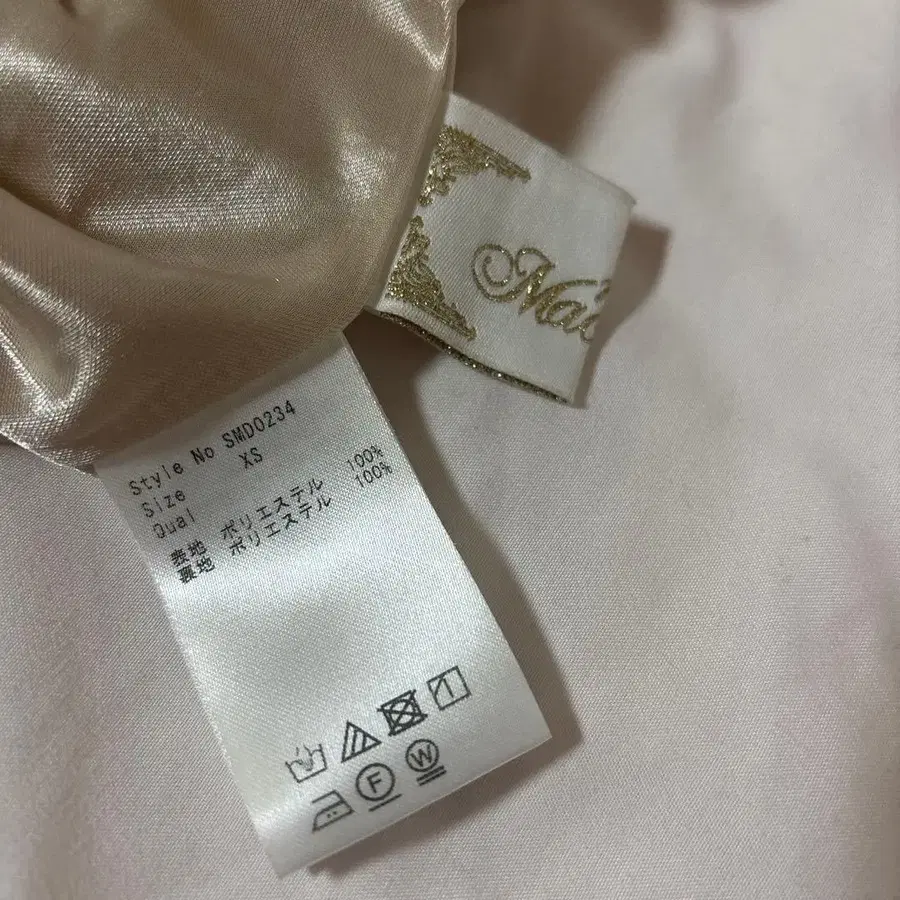 Style No SMD0234
Size XS
Qual
表地 ポリエステル 100%
裏地 ポリエステル 100%
F
W